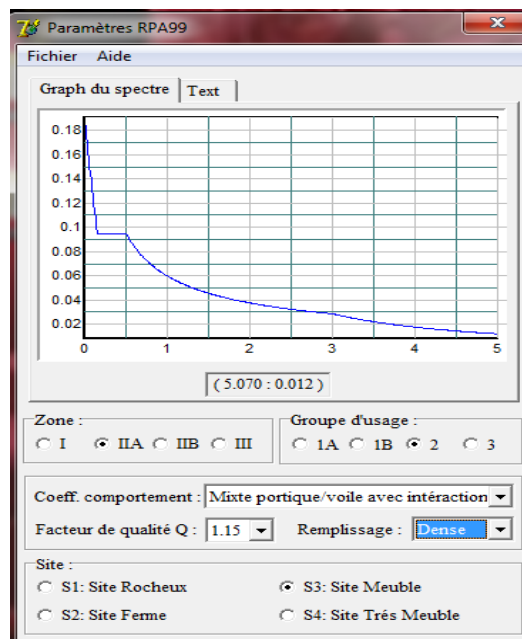 Paramètres RPA99
Fichier Aide
Graph du spectre Text
0.18
0.16
0.14
0.12
0.1
0.08
0.06
0.04
0.02
0 1 2 3 4 5
( 5.070 : 0.012 )
Zone : Groupe d'usage :
I IIA IIB III 1A 1B 2 3
Coeff. comportement : Mixte portique/voile avec intéraction
Facteur de qualité Q : 1.15 Remplissage : Dense
Site :
S1: Site Rocheux S3: Site Meuble
S2: Site Ferme S4: Site Trés Meuble